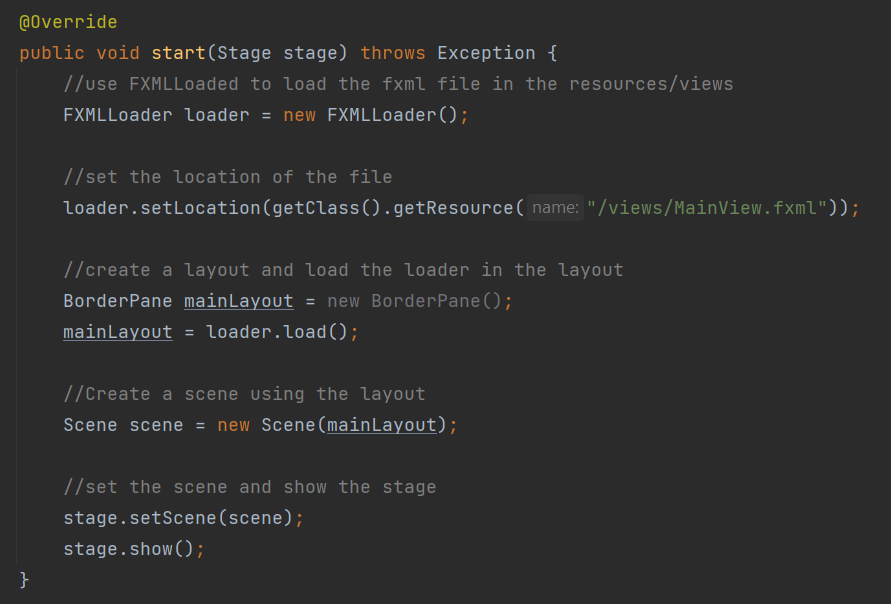 @Override
public void start(Stage stage) throws Exception {
//use FXMLLoaded to load the fxml file in the resources/views
FXMLLoader loader = new FXMLLoader();
//set the location of the file
loader.setLocation(getClass().getResource( name: "/views/MainView.fxml"));
//create a layout and load the loader in the layout
BorderPane mainLayout = new BorderPane();
mainLayout = loader.load();
//Create a scene using the layout
Scene scene = new Scene(mainLayout);
//set the scene and show the stage
stage.setScene(scene);
stage.show();
}